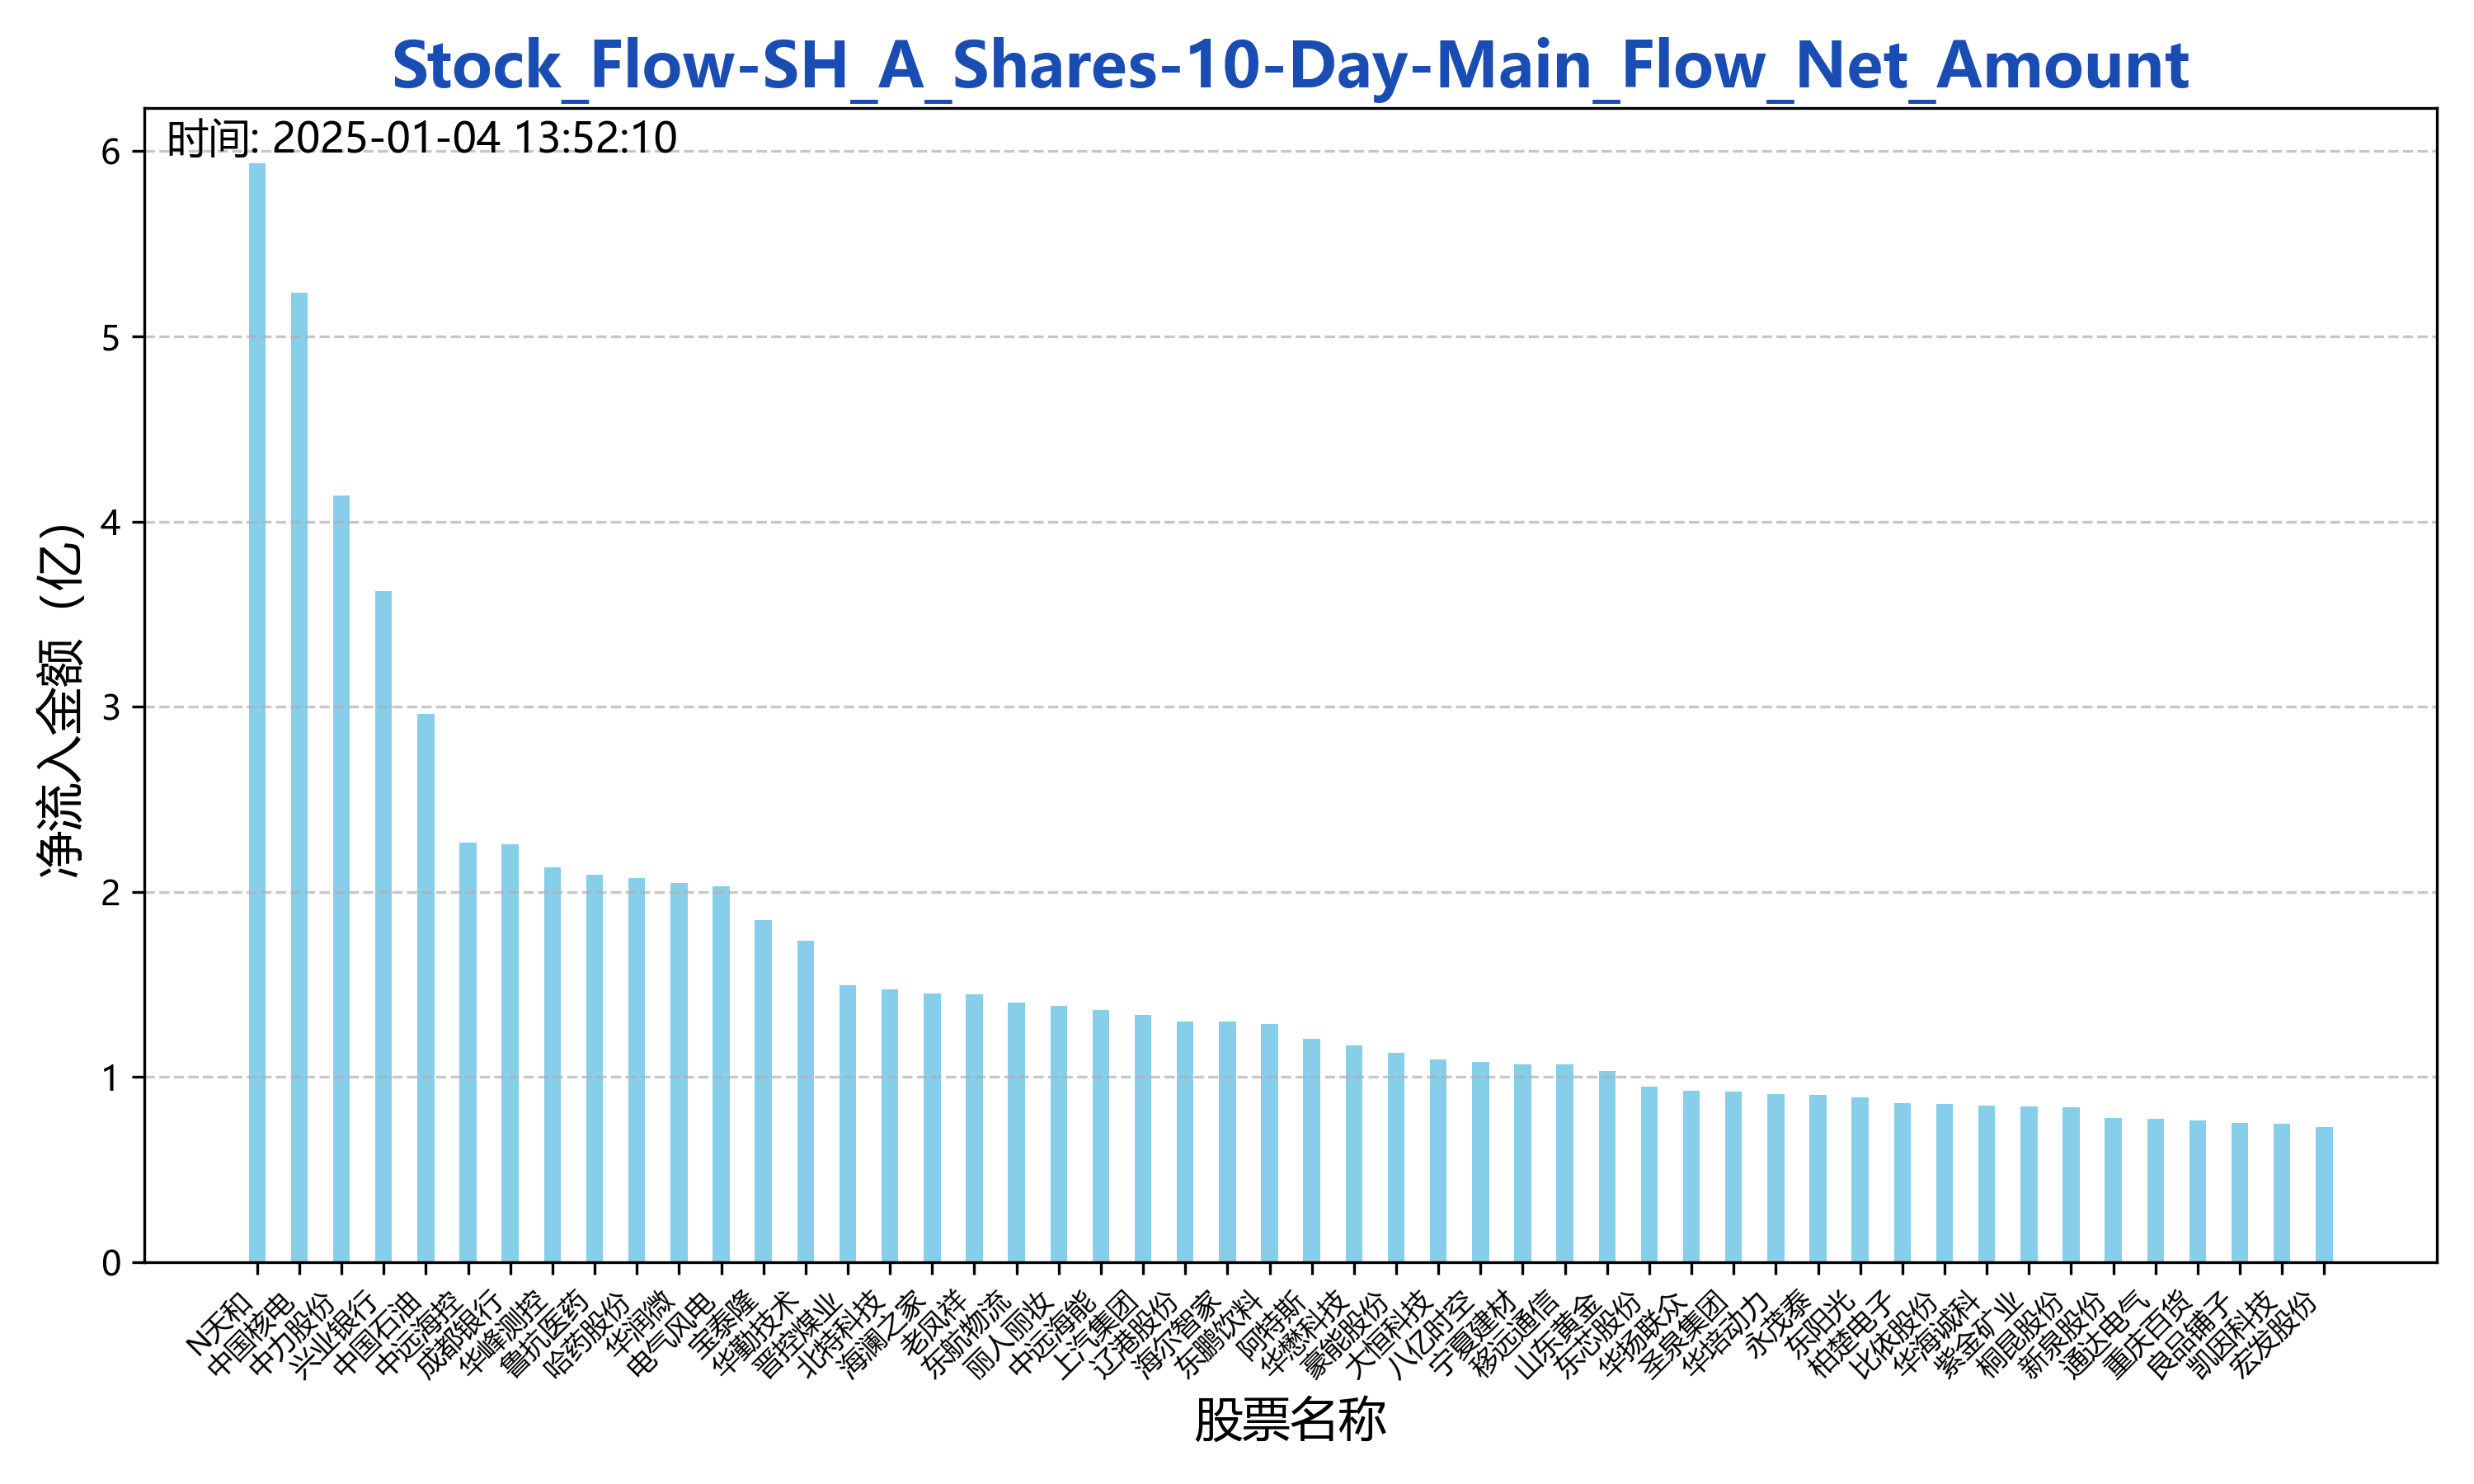 Stock_Flow-SH_A_Shares-10-Day-Main_Flow_Net_Amount
时间: 2025-01-04 13:52:10
净流入金额（亿）
6
5
4
3
2
1
0
N天和
中国核电
中力股份
兴业银行
中国石油
中远海控
成都银行
华峰测控
鲁抗医药
哈药股份
华润微
电气风电
宝泰隆
华勤技术
晋控煤业
北特科技
海澜之家
老凤祥
东航物流
丽人丽妆
中远海能
上汽集团
辽港股份
海尔智家
东鹏饮料
阿特斯
华懋科技
豪能股份
大恒科技
八亿时空
宁夏建材
移远通信
山东黄金
东芯股份
华扬联众
圣泉集团
华培动力
永茂泰
东阳光
柏楚电子
比依股份
华海诚科
紫金矿业
桐昆股份
新泉股份
通达电气
重庆百货
良品铺子
凯因科技
宏发股份
股票名称